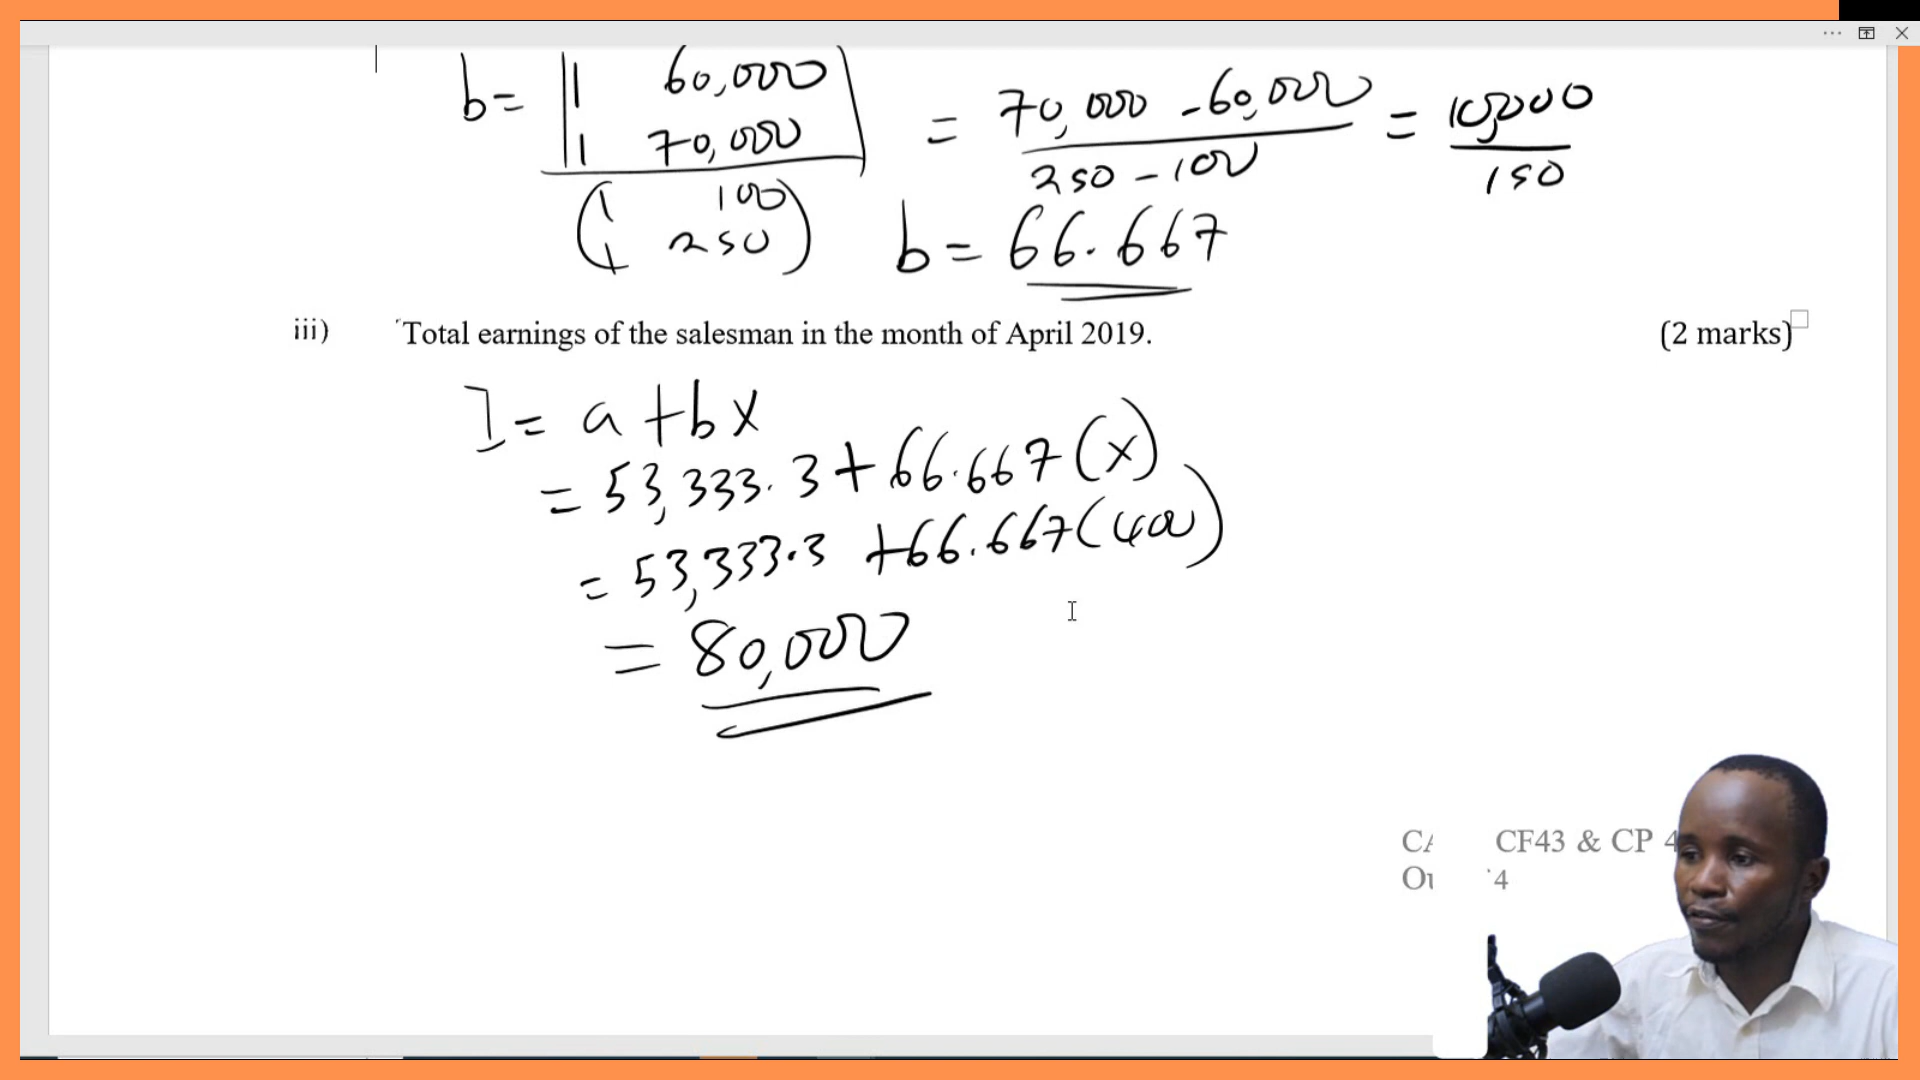 b= |1 60,000
1 70,000|
(1 100
1 250)
= 70,000 -60,000 / 250 - 100 = 10,000 / 150
b= 66.667
iii) Total earnings of the salesman in the month of April 2019. (2 marks)
I= a+bx
= 53,333.3+66.667(x)
= 53,333.3 +66.667(400)
= 80,000
CF43 & CP 4
4